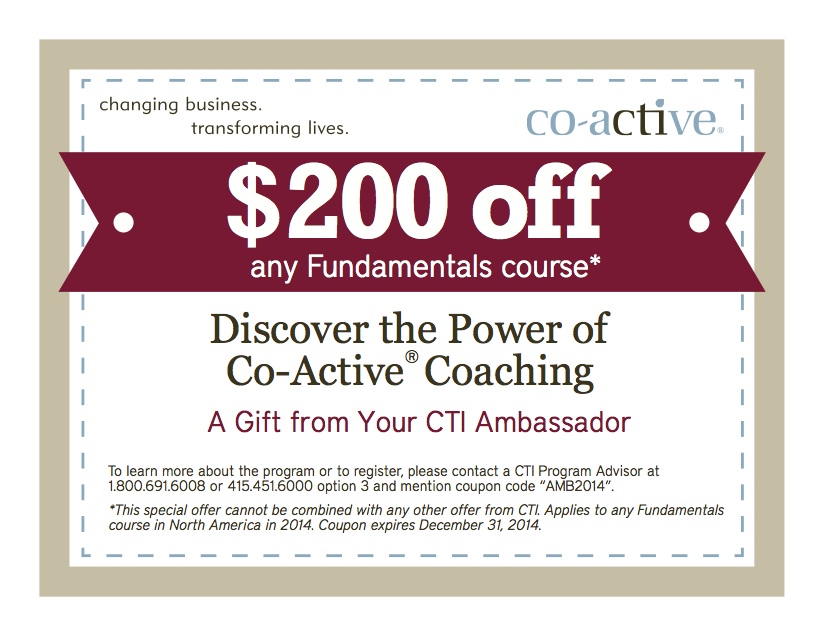 changing business.
transforming lives.
co-active®
$200 off
any Fundamentals course*
Discover the Power of
Co-Active® Coaching
A Gift from Your CTI Ambassador
To learn more about the program or to register, please contact a CTI Program Advisor at
1.800.691.6008 or 415.451.6000 option 3 and mention coupon code “AMB2014”.
*This special offer cannot be combined with any other offer from CTI. Applies to any Fundamentals
course in North America in 2014. Coupon expires December 31, 2014.